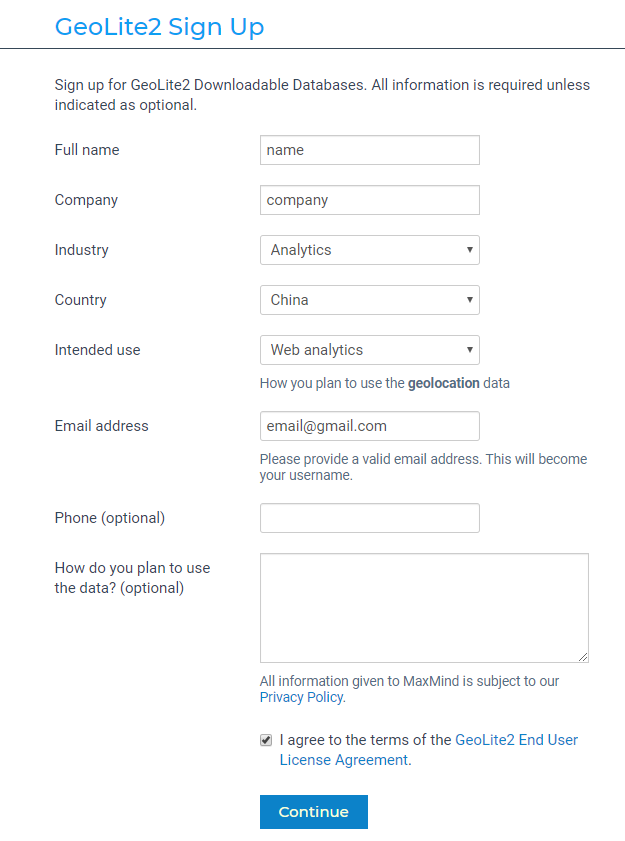 GeoLite2 Sign Up
Sign up for GeoLite2 Downloadable Databases. All information is required unless
indicated as optional.
Full name
name
Company
company
Industry
Analytics
Country
China
Intended use
Web analytics
How you plan to use the geolocation data
Email address
email@gmail.com
Please provide a valid email address. This will become
your username.
Phone (optional)
How do you plan to use
the data? (optional)
All information given to MaxMind is subject to our
Privacy Policy.
I agree to the terms of the GeoLite2 End User
License Agreement.
Continue